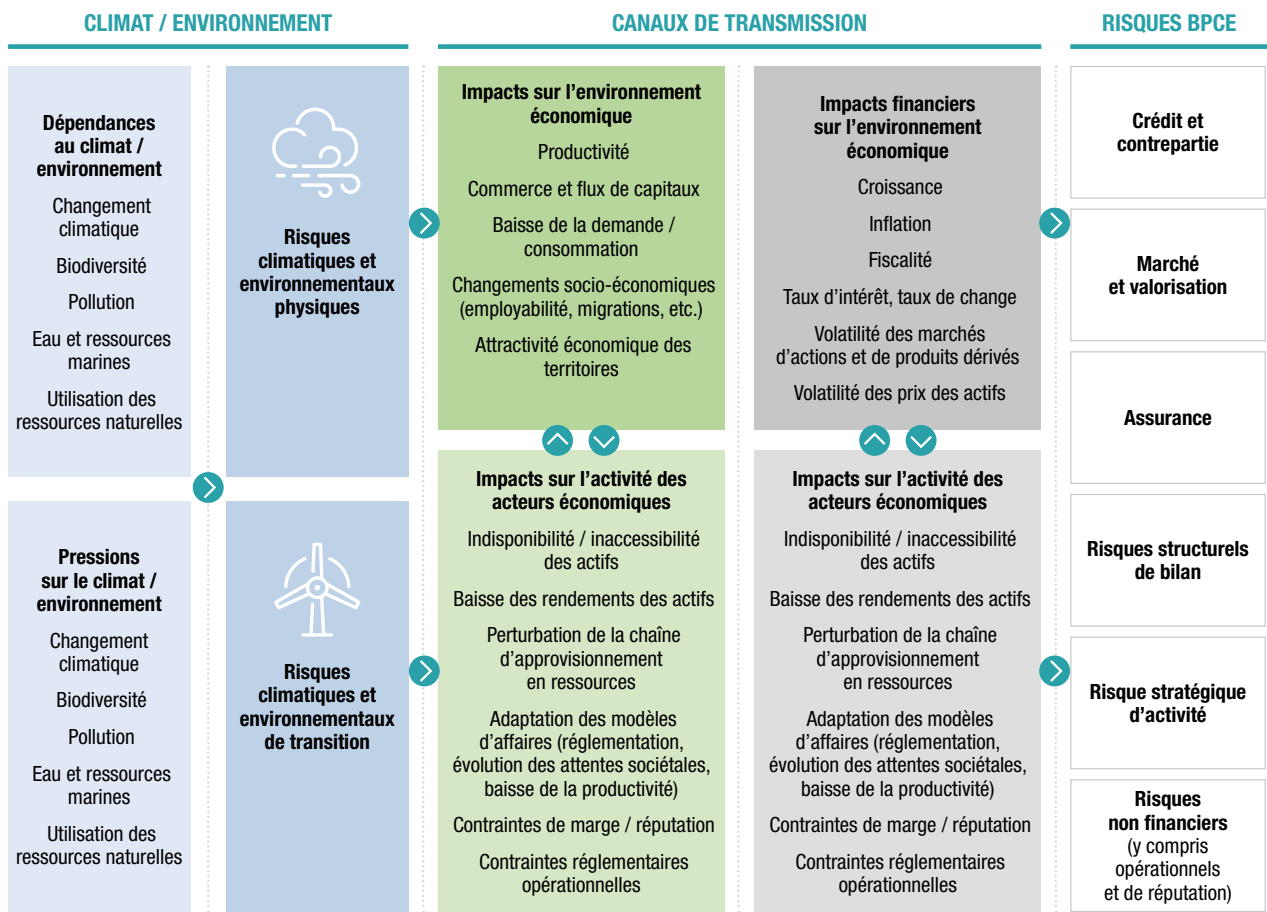 CLIMAT / ENVIRONNEMENT
CANAUX DE TRANSMISSION
RISQUES BPCE
Dépendances
au climat /
environnement
Changement
climatique
Biodiversité
Pollution
Eau et ressources
marines
Utilisation des
ressources naturelles
Pressions
sur le climat /
environnement
Changement
climatique
Biodiversité
Pollution
Eau et ressources
marines
Utilisation des
ressources naturelles
Risques
climatiques et
environnementaux
physiques
Risques
climatiques et
environnementaux
de transition
Impacts sur l’environnement
économique
Productivité
Commerce et flux de capitaux
Baisse de la demande /
consommation
Changements socio-économiques
(employabilité, migrations, etc.)
Attractivité économique des
territoires
Impacts sur l’activité des
acteurs économiques
Indisponibilité / inaccessibilité
des actifs
Baisse des rendements des actifs
Perturbation de la chaîne
d’approvisionnement
en ressources
Adaptation des modèles
d’affaires (réglementation,
évolution des attentes sociétales,
baisse de la productivité)
Contraintes de marge / réputation
Contraintes réglementaires
opérationnelles
Impacts financiers
sur l’environnement
économique
Croissance
Inflation
Fiscalité
Taux d’intérêt, taux de change
Volatilité des marchés
d’actions et de produits dérivés
Volatilité des prix des actifs
Impacts sur l’activité des
acteurs économiques
Indisponibilité / inaccessibilité
des actifs
Baisse des rendements des actifs
Perturbation de la chaîne
d’approvisionnement
en ressources
Adaptation des modèles
d’affaires (réglementation,
évolution des attentes sociétales,
baisse de la productivité)
Contraintes de marge / réputation
Contraintes réglementaires
opérationnelles
Crédit et
contrepartie
Marché
et valorisation
Assurance
Risques structurels
de bilan
Risque stratégique
d’activité
Risques
non financiers
(y compris
opérationnels
et de réputation)